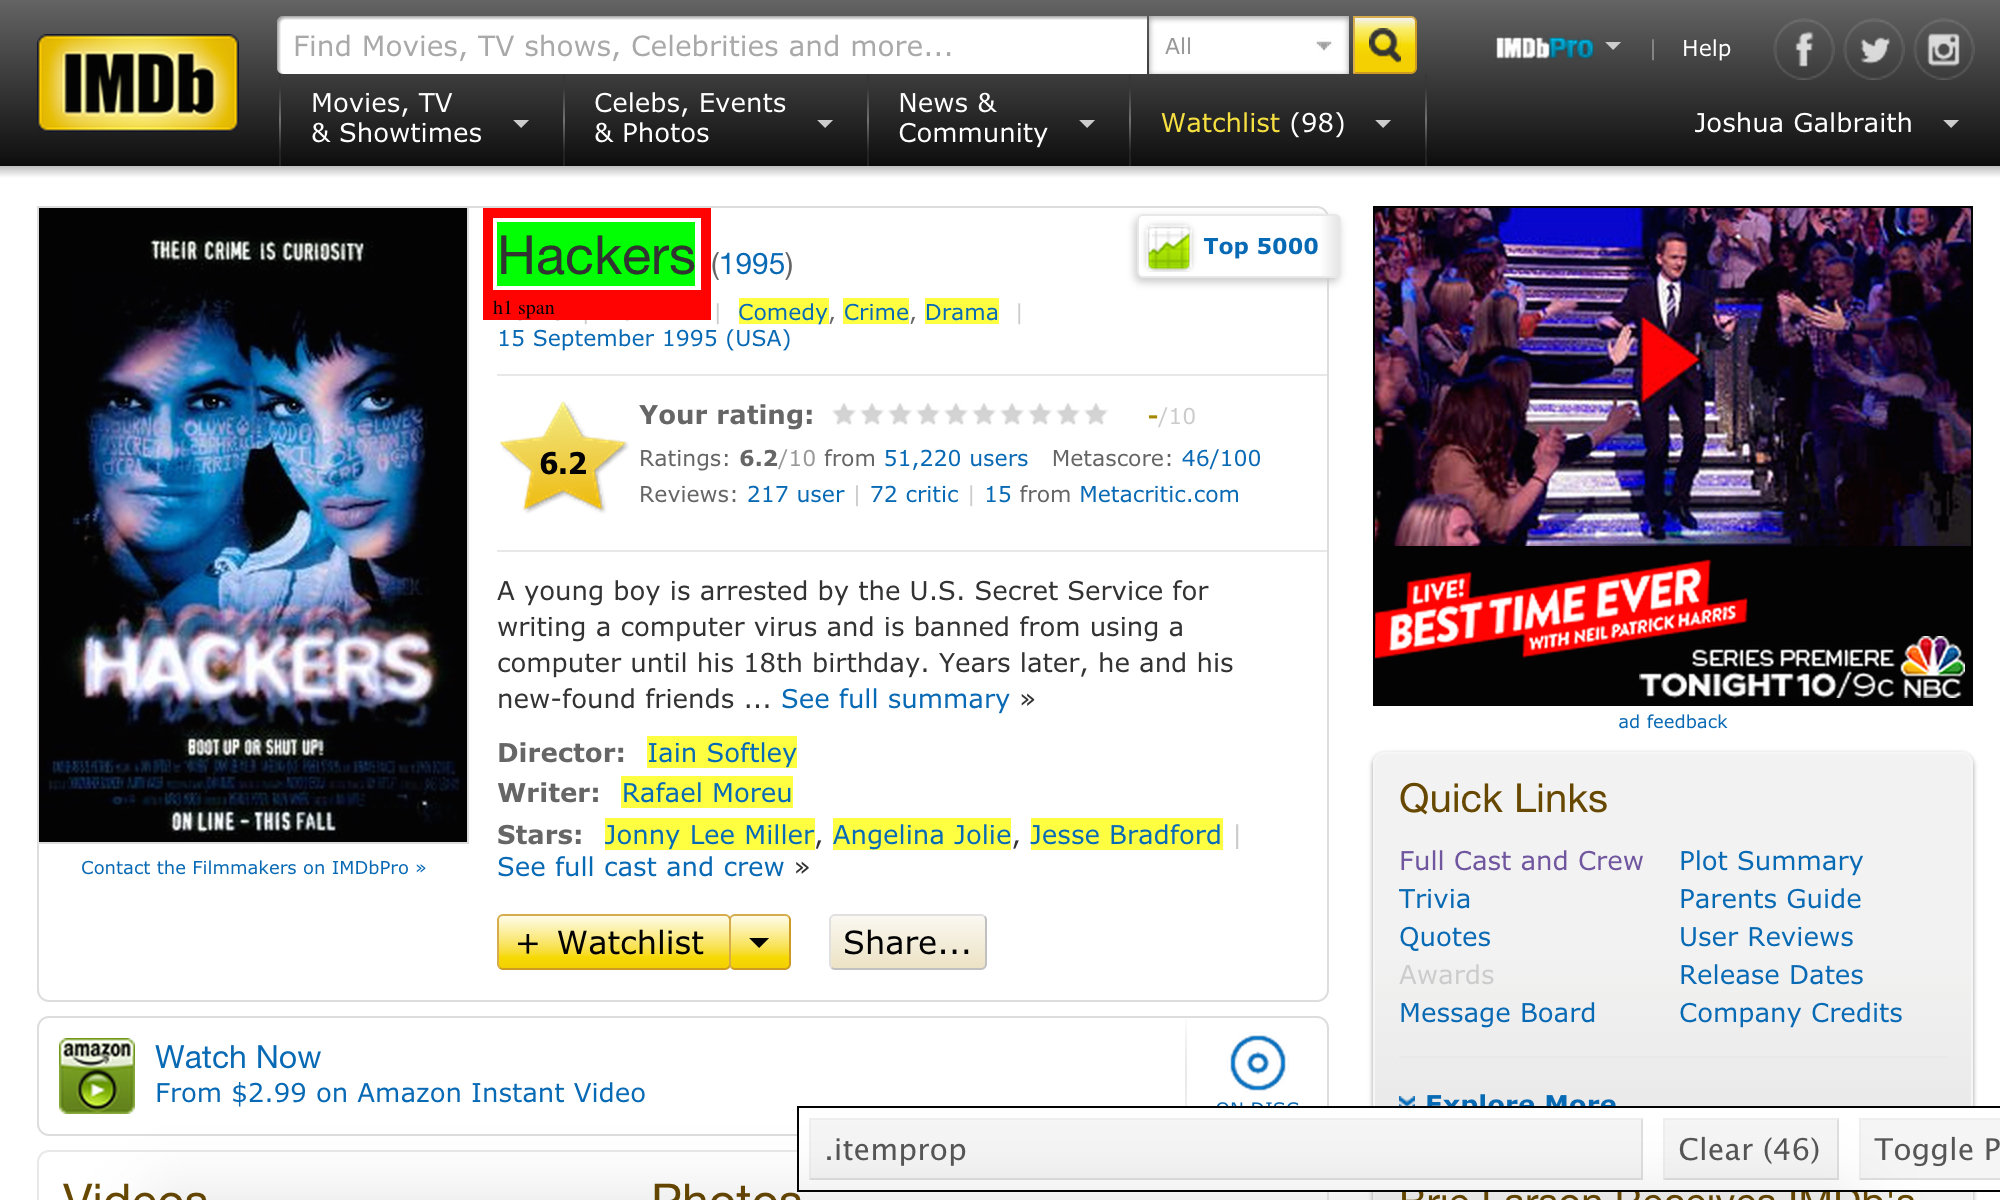 IMDb
Find Movies, TV shows, Celebrities and more...
All
IMDbPro
|
Help
Movies, TV
& Showtimes
Celebs, Events
& Photos
News &
Community
Watchlist (98)
Joshua Galbraith
THEIR CRIME IS CURIOSITY
HACKERS
BOOT UP OR SHUT UP!
ON LINE - THIS FALL
Contact the Filmmakers on IMDbPro »
Hackers (1995)
h1 span
| Comedy, Crime, Drama |
15 September 1995 (USA)
Top 5000
6.2
Your rating: -/10
Ratings: 6.2/10 from 51,220 users Metascore: 46/100
Reviews: 217 user | 72 critic | 15 from Metacritic.com
A young boy is arrested by the U.S. Secret Service for
writing a computer virus and is banned from using a
computer until his 18th birthday. Years later, he and his
new-found friends ... See full summary »
Director: Iain Softley
Writer: Rafael Moreu
Stars: Jonny Lee Miller, Angelina Jolie, Jesse Bradford |
See full cast and crew »
+ Watchlist
Share...
amazon
Watch Now
From $2.99 on Amazon Instant Video
ON DISC
Videos
Photos
LIVE!
BEST TIME EVER
WITH NEIL PATRICK HARRIS
SERIES PREMIERE
TONIGHT 10/9c NBC
ad feedback
Quick Links
Full Cast and Crew
Plot Summary
Trivia
Parents Guide
Quotes
User Reviews
Awards
Release Dates
Message Board
Company Credits
Explore More
.itemprop
Clear (46)
Toggle P
Brie Larson Receives IMDb's